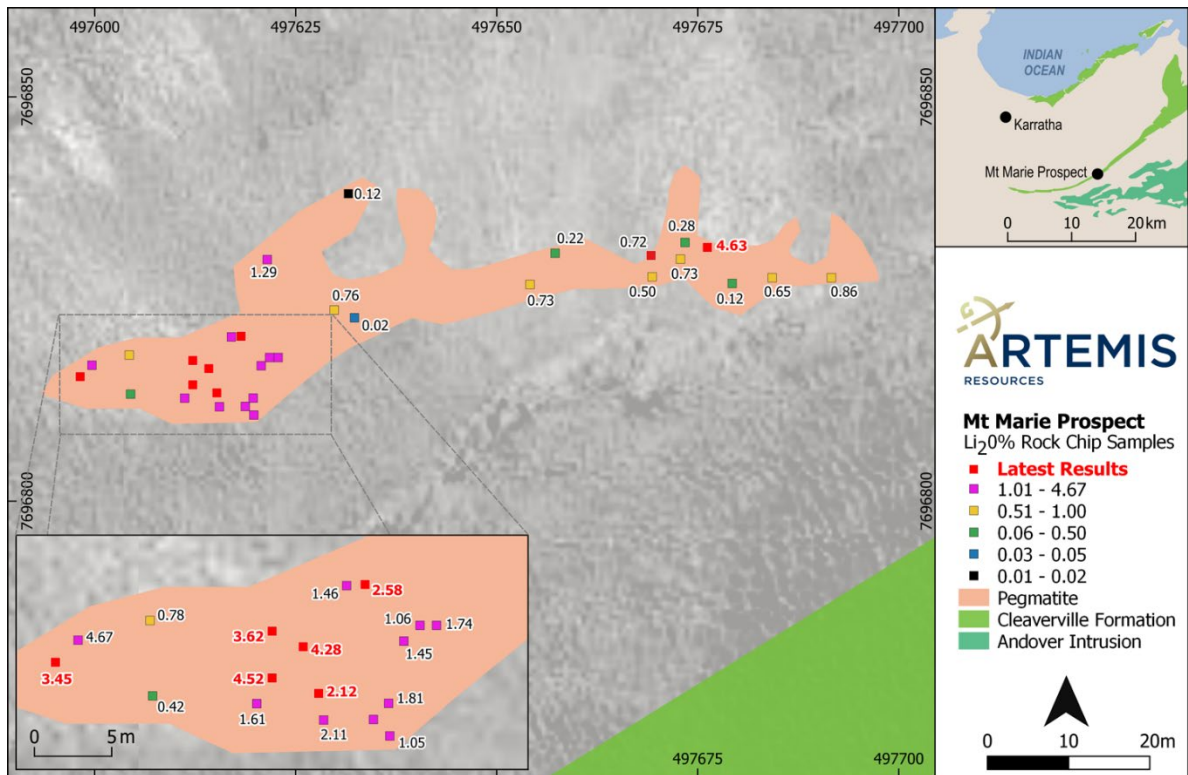 497600
497625
497650
497675
497700
7696850
7696850
0.12
1.29
0.76
0.02
0.22
0.73
0.72
0.28
4.63
0.73
0.50
0.12
0.65
0.86
7696800
7696800
1.46
2.58
0.78
4.67
3.62
1.06
1.74
4.28
1.45
3.45
4.52
2.12
0.42
1.61
1.81
2.11
1.05
0
5m
497675
497700
INDIAN
OCEAN
Karratha
Mt Marie Prospect
0 10 20km
ARTEMIS
RESOURCES
Mt Marie Prospect
Li₂0% Rock Chip Samples
Latest Results
1.01 - 4.67
0.51 - 1.00
0.06 - 0.50
0.03 - 0.05
0.01 - 0.02
Pegmatite
Cleaverville Formation
Andover Intrusion
0 10 20m